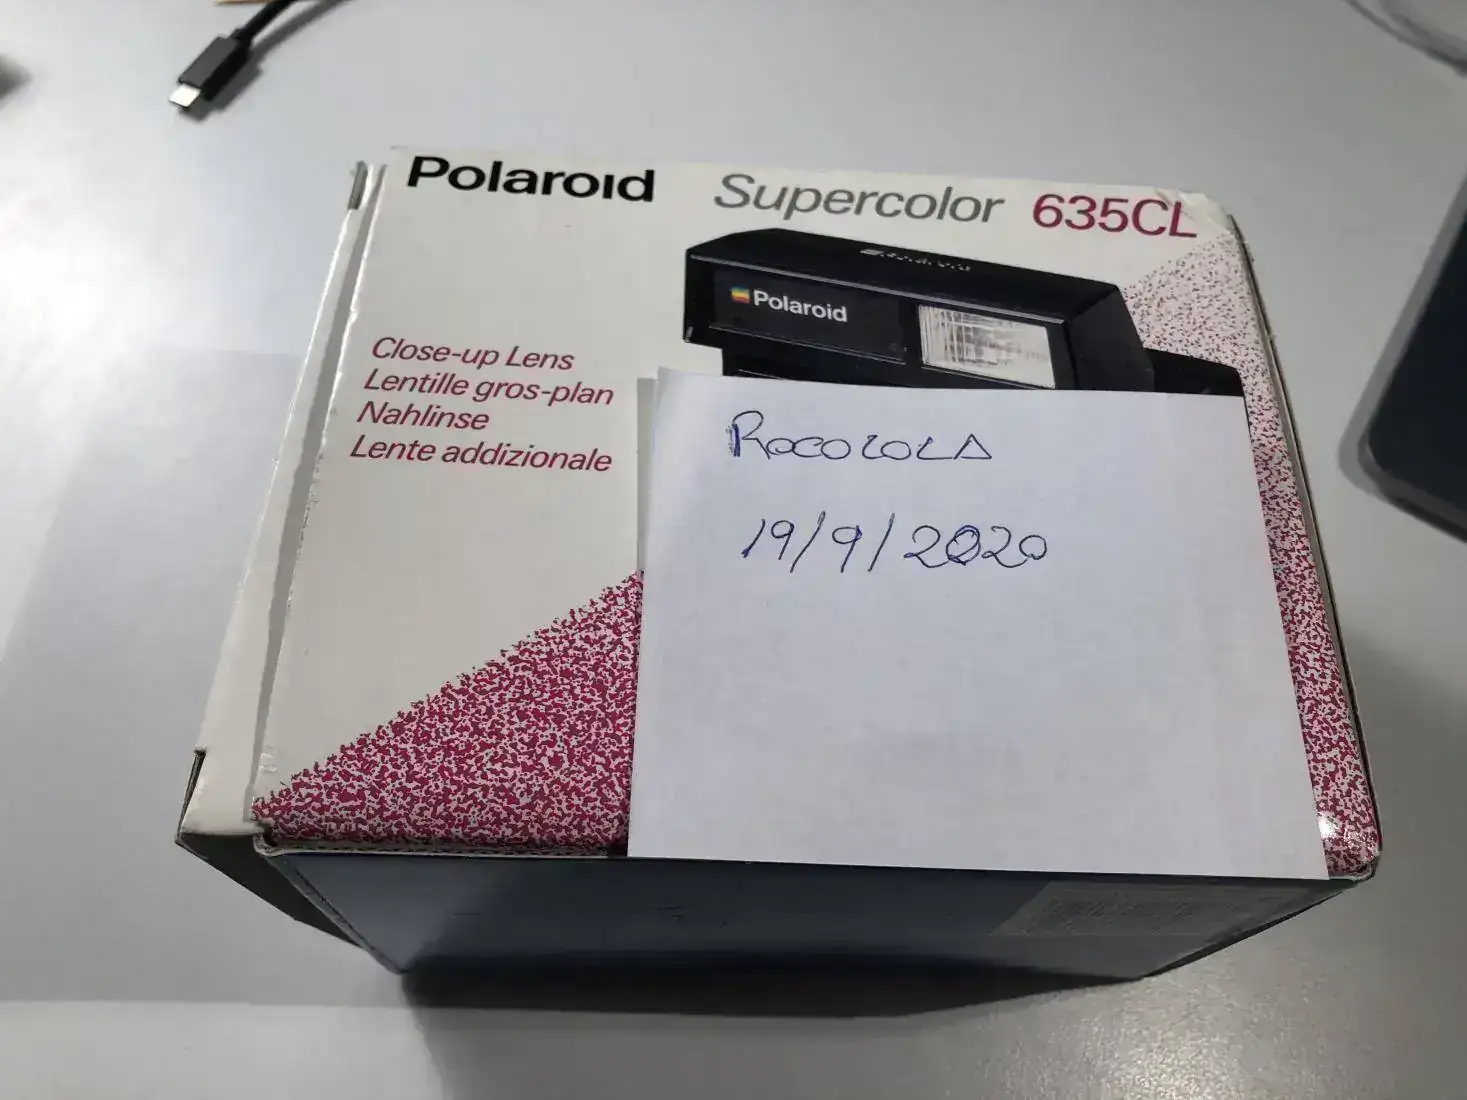 Polaroid Supercolor 635CL
Polaroid
Close-up Lens
Lentille gros-plan
Nahlinse
Lente addizionale
Rocolola
19/9/2020